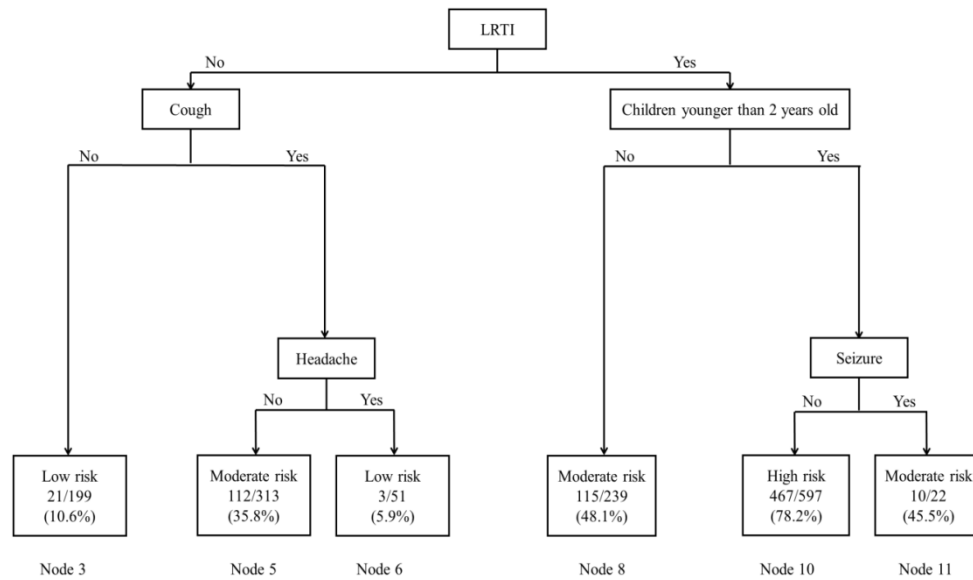 LRTI
No
Yes
Cough
Children younger than 2 years old
No
Yes
No
Yes
Headache
Seizure
No
Yes
No
Yes
Low risk
21/199
(10.6%)
Moderate risk
112/313
(35.8%)
Low risk
3/51
(5.9%)
Moderate risk
115/239
(48.1%)
High risk
467/597
(78.2%)
Moderate risk
10/22
(45.5%)
Node 3
Node 5
Node 6
Node 8
Node 10
Node 11